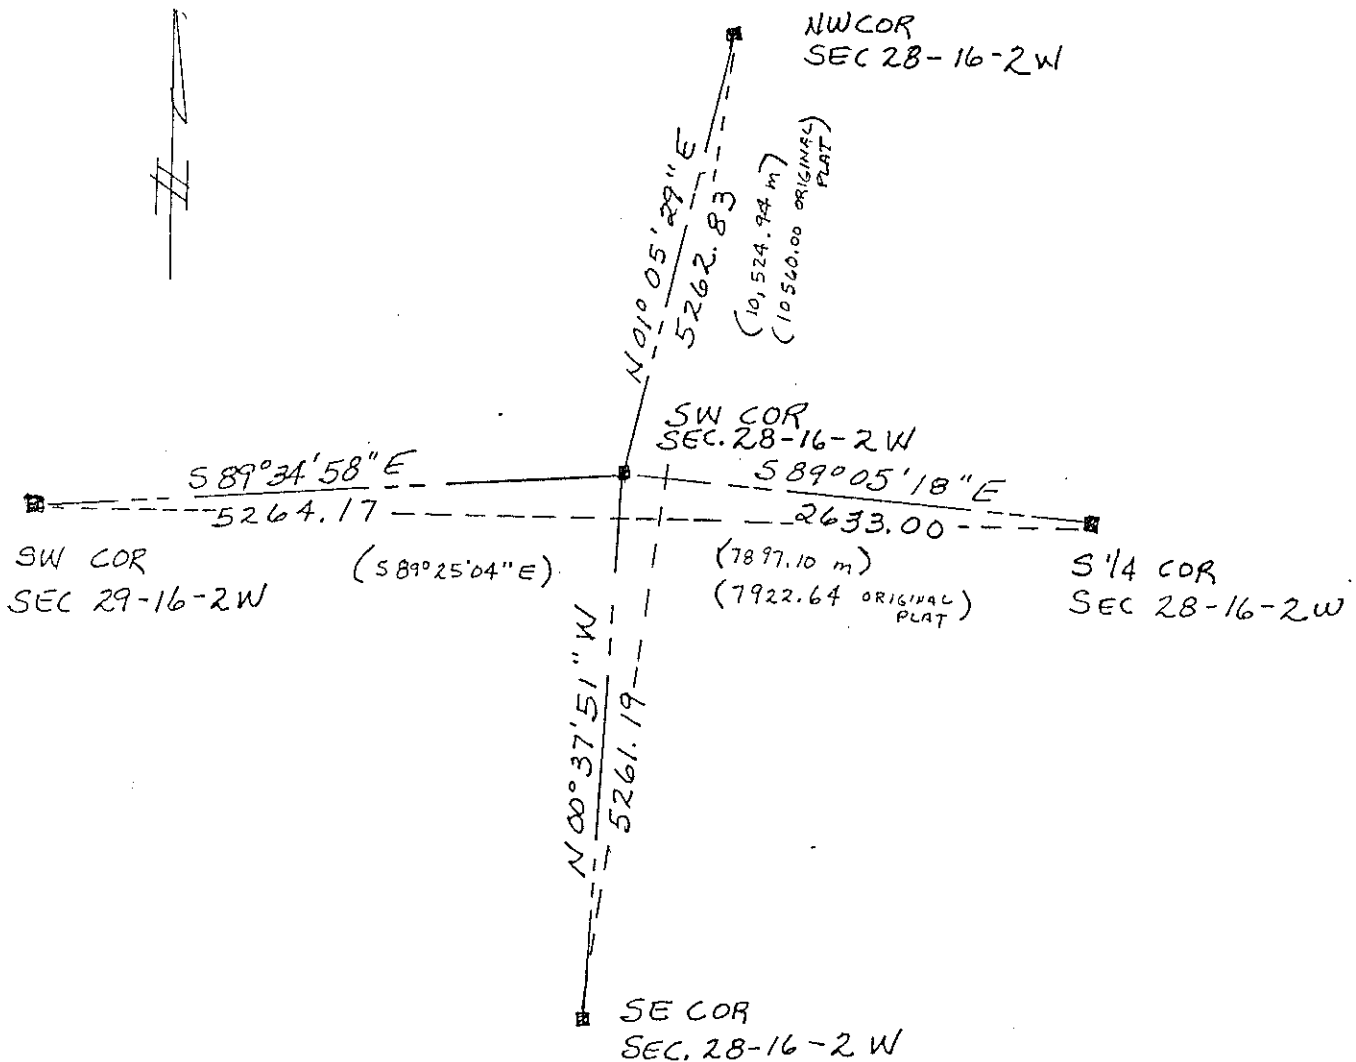 NW COR
SEC 28-16-2W
N 01° 05' 29" E
5262.83
(10,524.94 m)
(10560.00 ORIGINAL
PLAT)
SW COR
SEC. 28-16-2W
S 89°34'58" E
5264.17
S 89°05'18" E
2633.00
SW COR
SEC 29-16-2W
(S 89°25'04" E)
(7897.10 m)
(7922.64 ORIGINAL
PLAT)
S 1/4 COR
SEC 28-16-2W
N 00° 37' 51" W
5261.19
SE COR
SEC. 28-16-2 W